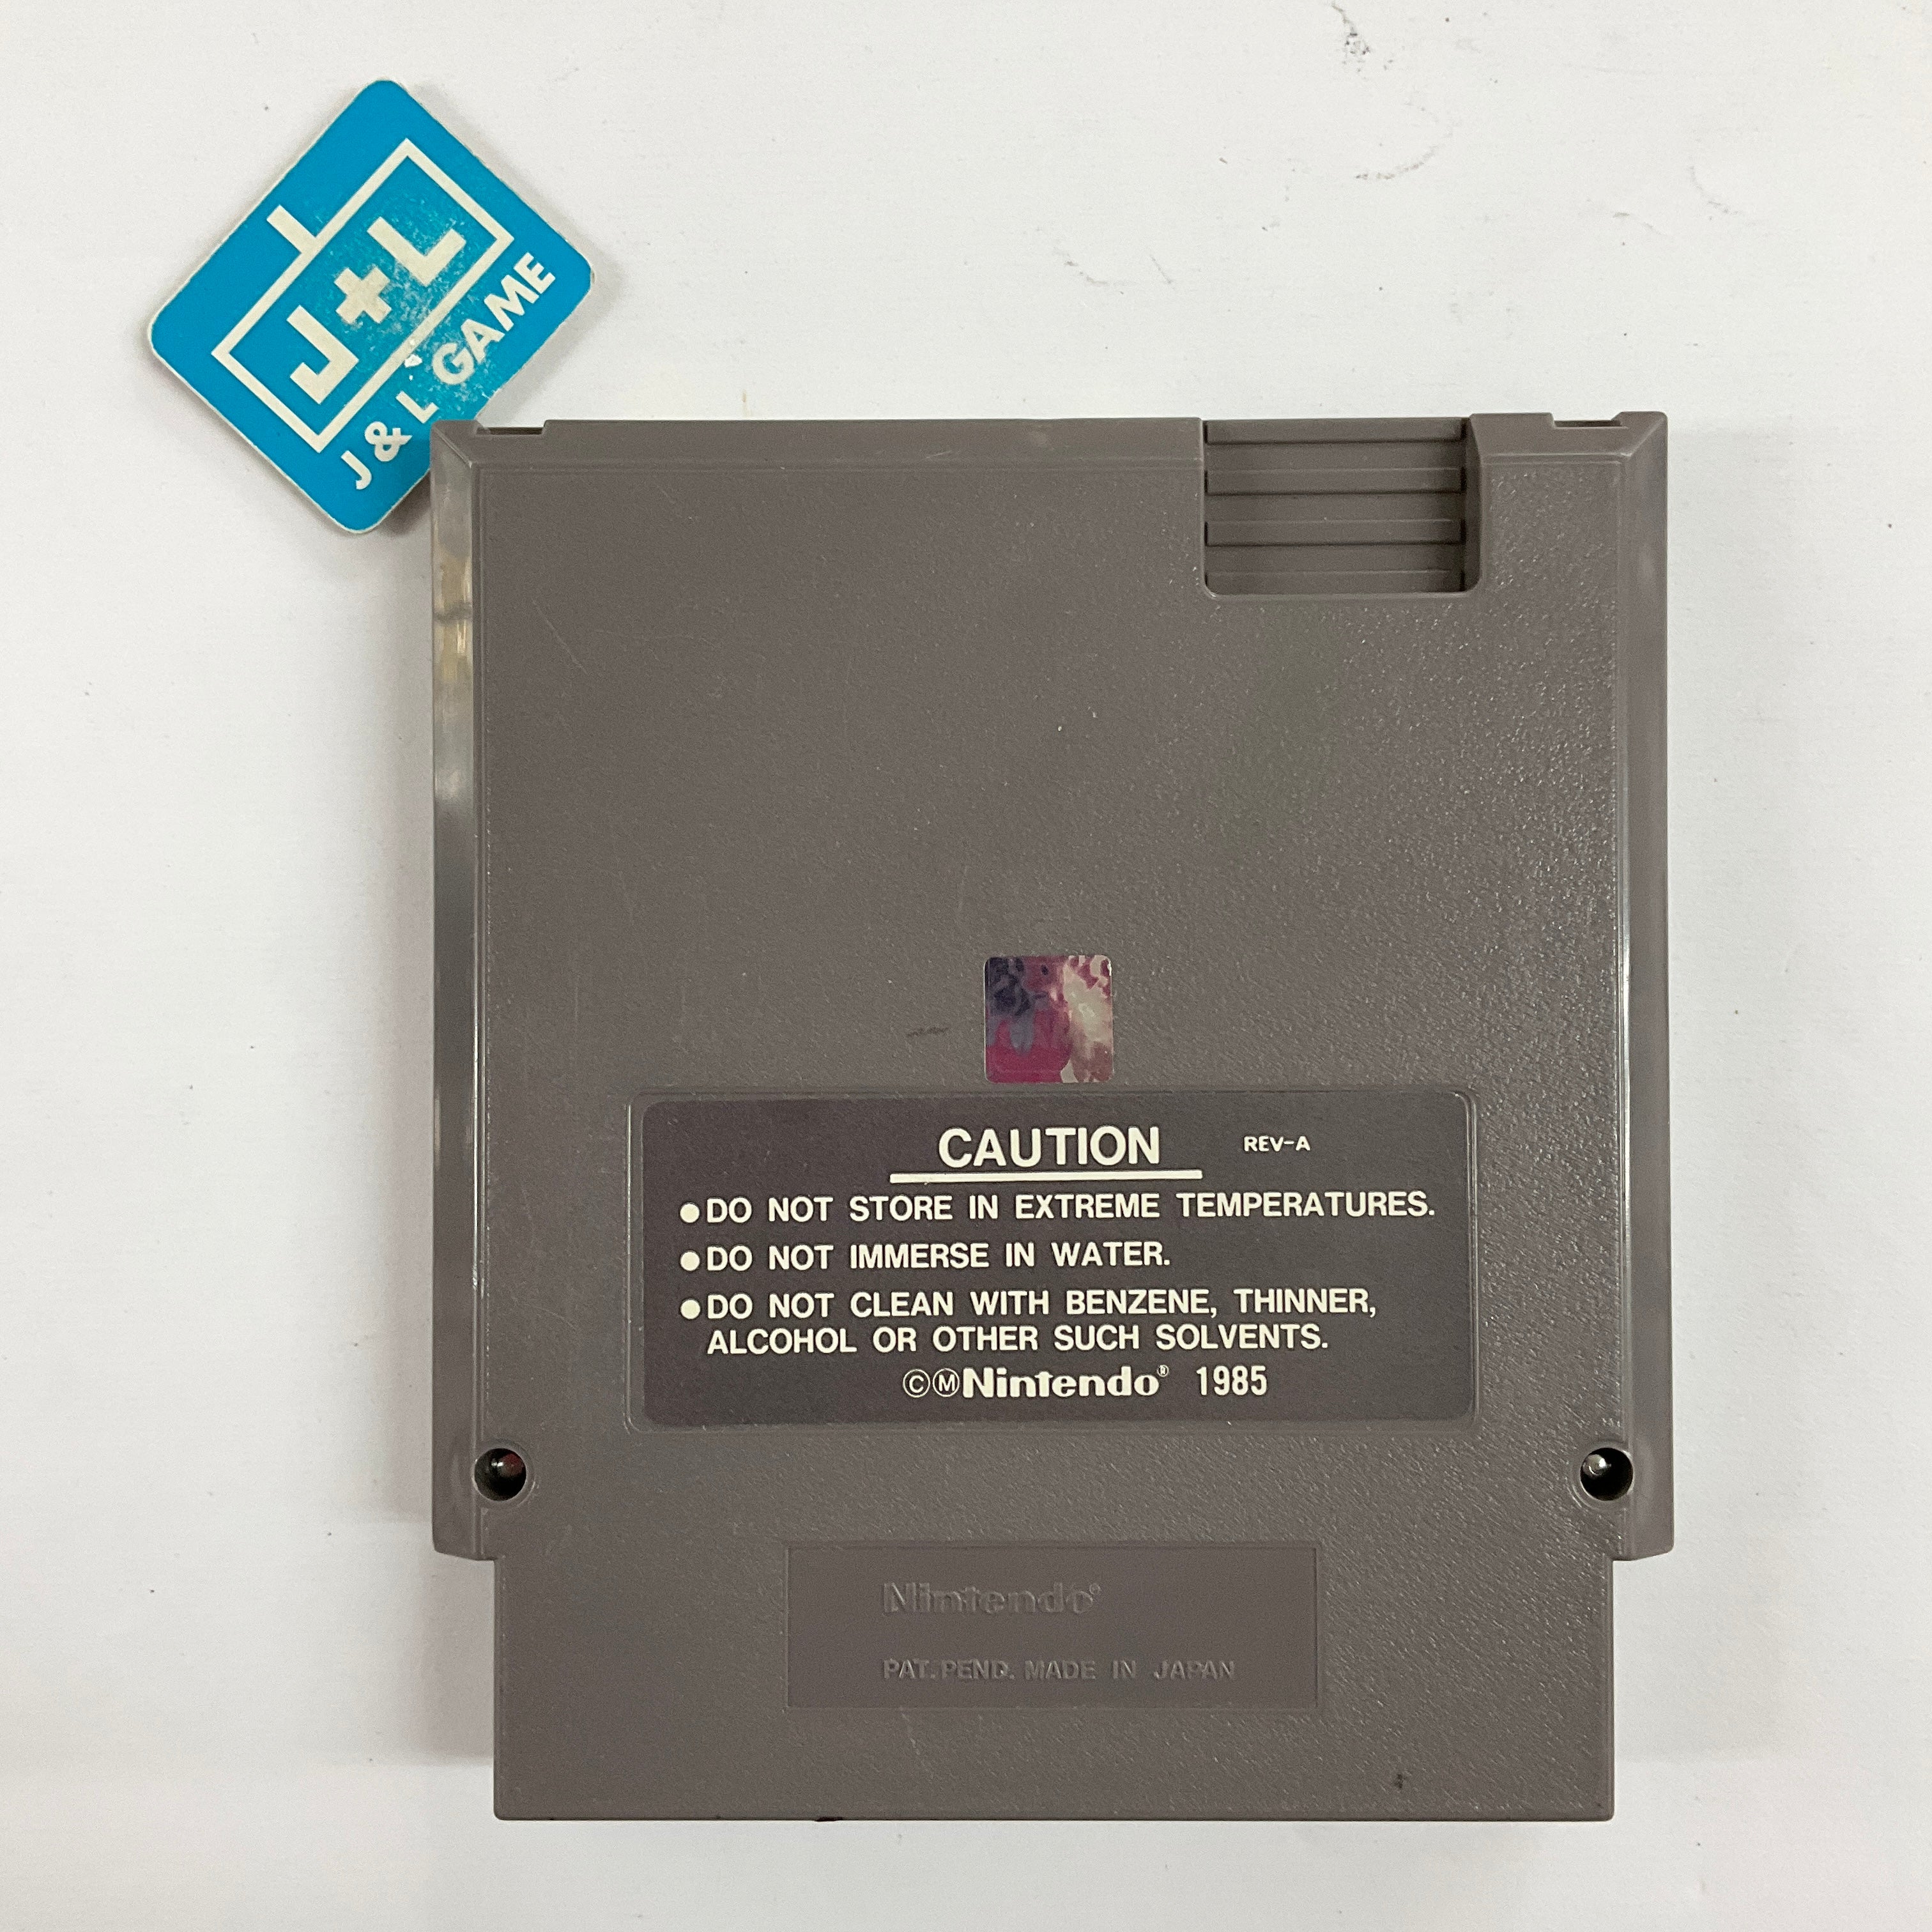 J+L
J & L GAME
CAUTION REV-A
●DO NOT STORE IN EXTREME TEMPERATURES.
●DO NOT IMMERSE IN WATER.
●DO NOT CLEAN WITH BENZENE, THINNER,
ALCOHOL OR OTHER SUCH SOLVENTS.
ⒸⓂNintendo® 1985
Nintendo®
PAT. PEND. MADE IN JAPAN